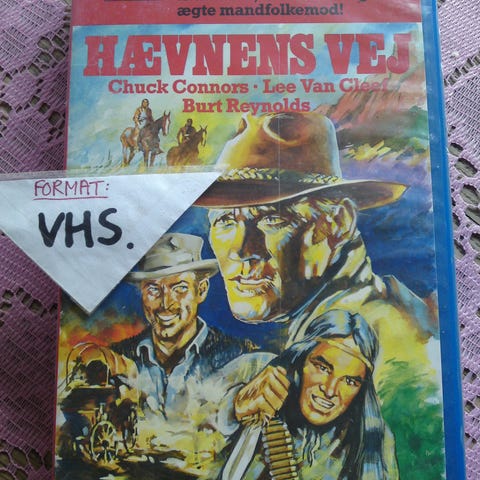 ægte mandfolkemod!
HÆVNENS VEJ
Chuck Connors · Lee Van Cleef
Burt Reynolds
FORMAT:
VHS.